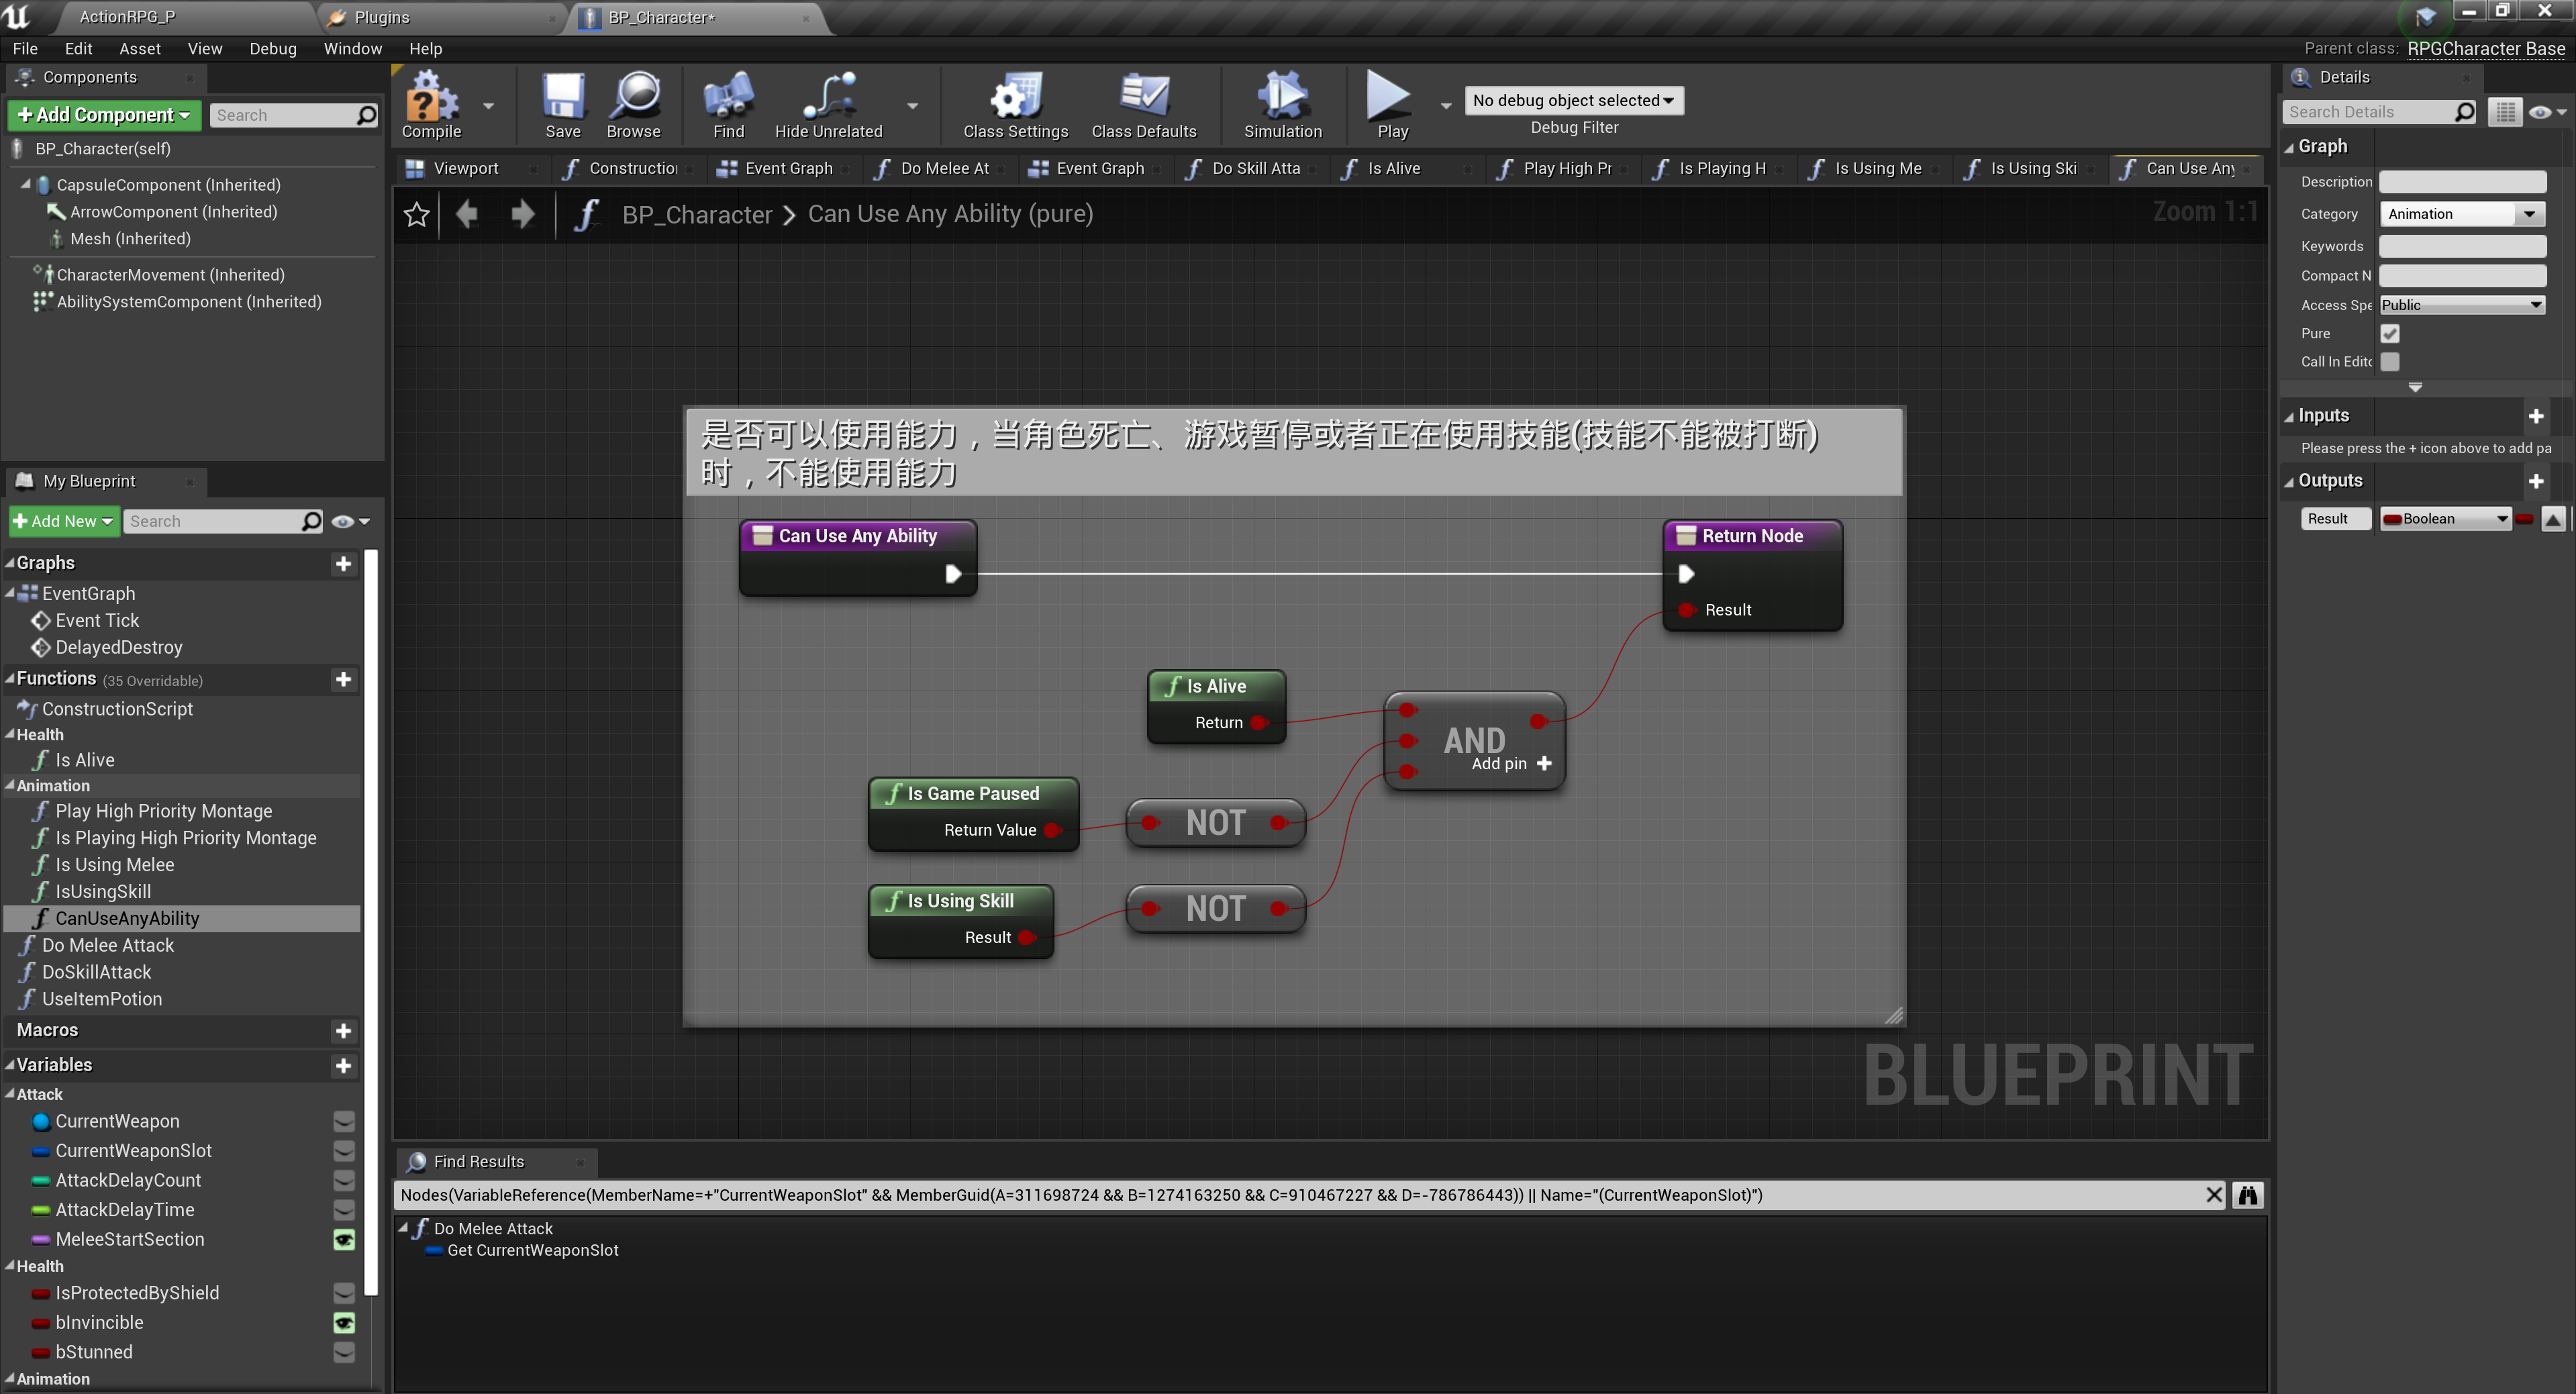 ActionRPG_P
Plugins
BP_Character*
File Edit Asset View Debug Window Help
Parent class: RPGCharacter Base
Components
+Add Component
Search
BP_Character(self)
CapsuleComponent (Inherited)
ArrowComponent (Inherited)
Mesh (Inherited)
CharacterMovement (Inherited)
AbilitySystemComponent (Inherited)
My Blueprint
+Add New
Search
Graphs
EventGraph
Event Tick
DelayedDestroy
Functions (35 Overridable)
ConstructionScript
Health
Is Alive
Animation
Play High Priority Montage
Is Playing High Priority Montage
Is Using Melee
IsUsingSkill
CanUseAnyAbility
Do Melee Attack
DoSkillAttack
UseItemPotion
Macros
Variables
Attack
CurrentWeapon
CurrentWeaponSlot
AttackDelayCount
AttackDelayTime
MeleeStartSection
Health
IsProtectedByShield
bInvincible
bStunned
Animation
Compile
Save
Browse
Find
Hide Unrelated
Class Settings
Class Defaults
Simulation
Play
No debug object selected
Debug Filter
Viewport
Constructior
Event Graph
Do Melee At
Event Graph
Do Skill Atta
Is Alive
Play High Pr
Is Playing H
Is Using Me
Is Using Ski
Can Use Any
BP_Character > Can Use Any Ability (pure)
Zoom 1:1
是否可以使用能力，当角色死亡、游戏暂停或者正在使用技能(技能不能被打断)
时，不能使用能力
Can Use Any Ability
Return Node
Result
Is Alive
Return
AND
Add pin +
Is Game Paused
Return Value
NOT
Is Using Skill
Result
NOT
BLUEPRINT
Find Results
Nodes(VariableReference(MemberName=+"CurrentWeaponSlot" && MemberGuid(A=311698724 && B=1274163250 && C=910467227 && D=-786786443)) || Name="(CurrentWeaponSlot)")
Do Melee Attack
Get CurrentWeaponSlot
Details
Search Details
Graph
Description
Category
Animation
Keywords
Compact N
Access Spe
Public
Pure
Call In Edit
Inputs
Please press the + icon above to add pa
Outputs
Result
Boolean